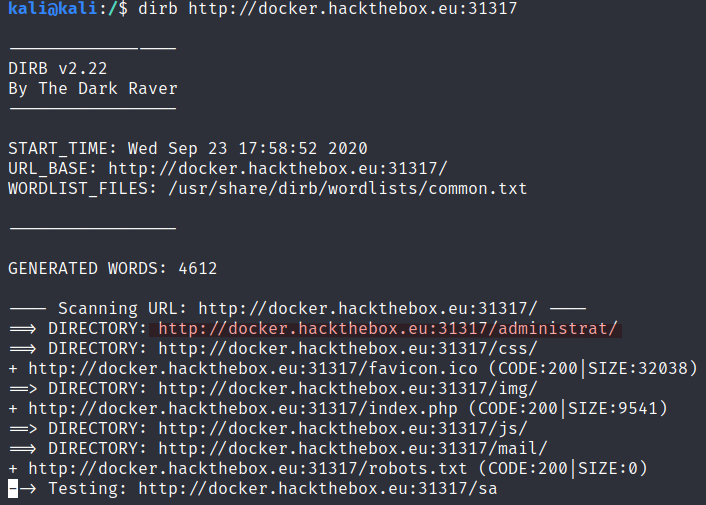 kali@kali:/$ dirb http://docker.hackthebox.eu:31317
-----------------
DIRB v2.22
By The Dark Raver
-----------------
START_TIME: Wed Sep 23 17:58:52 2020
URL_BASE: http://docker.hackthebox.eu:31317/
WORDLIST_FILES: /usr/share/dirb/wordlists/common.txt
-----------------
GENERATED WORDS: 4612
---- Scanning URL: http://docker.hackthebox.eu:31317/ ----
==> DIRECTORY: http://docker.hackthebox.eu:31317/administrat/
==> DIRECTORY: http://docker.hackthebox.eu:31317/css/
+ http://docker.hackthebox.eu:31317/favicon.ico (CODE:200|SIZE:32038)
==> DIRECTORY: http://docker.hackthebox.eu:31317/img/
+ http://docker.hackthebox.eu:31317/index.php (CODE:200|SIZE:9541)
==> DIRECTORY: http://docker.hackthebox.eu:31317/js/
==> DIRECTORY: http://docker.hackthebox.eu:31317/mail/
+ http://docker.hackthebox.eu:31317/robots.txt (CODE:200|SIZE:0)
--> Testing: http://docker.hackthebox.eu:31317/sa